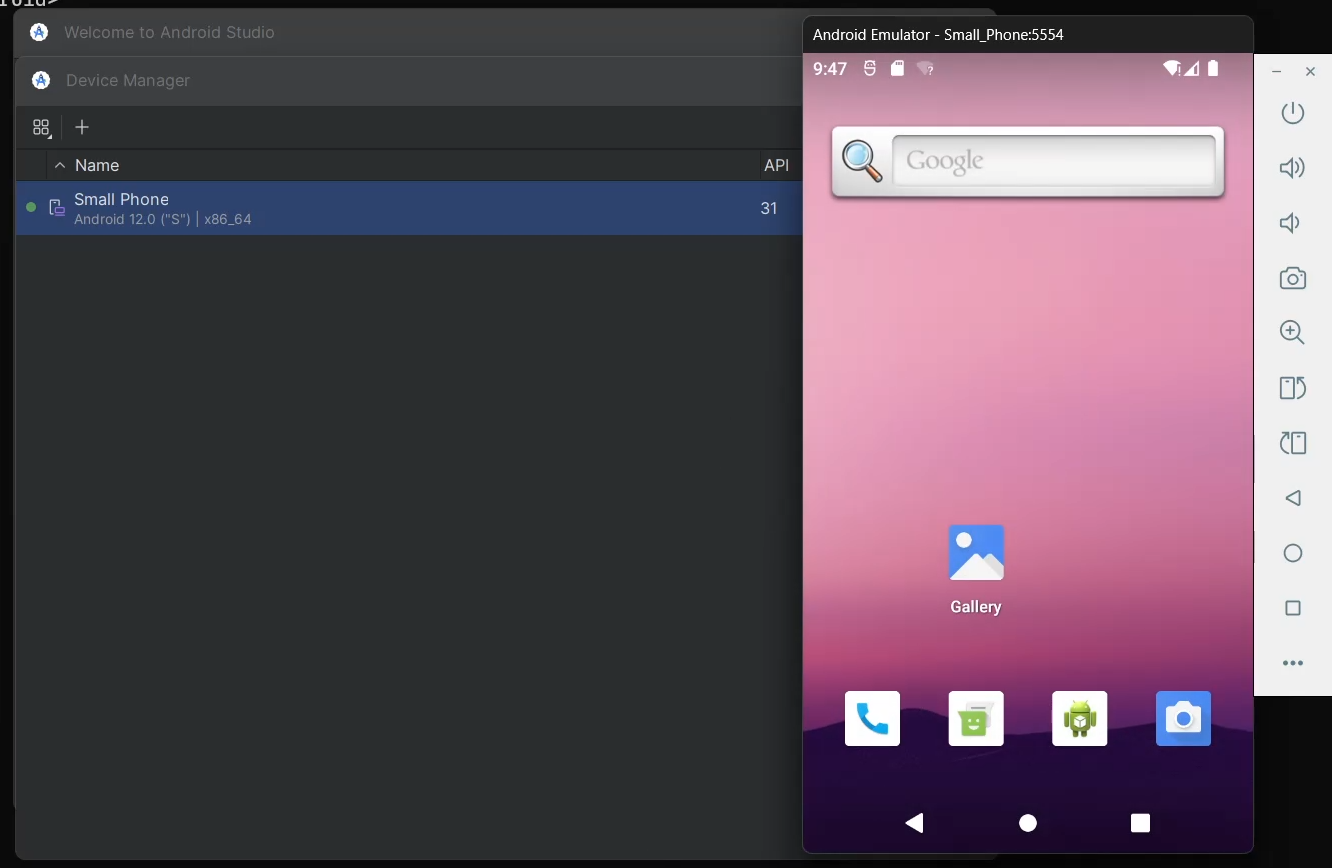 Welcome to Android Studio
Device Manager
Name
API
Small Phone
Android 12.0 ("S") | x86_64
31
Android Emulator - Small_Phone:5554
9:47
Google
Gallery